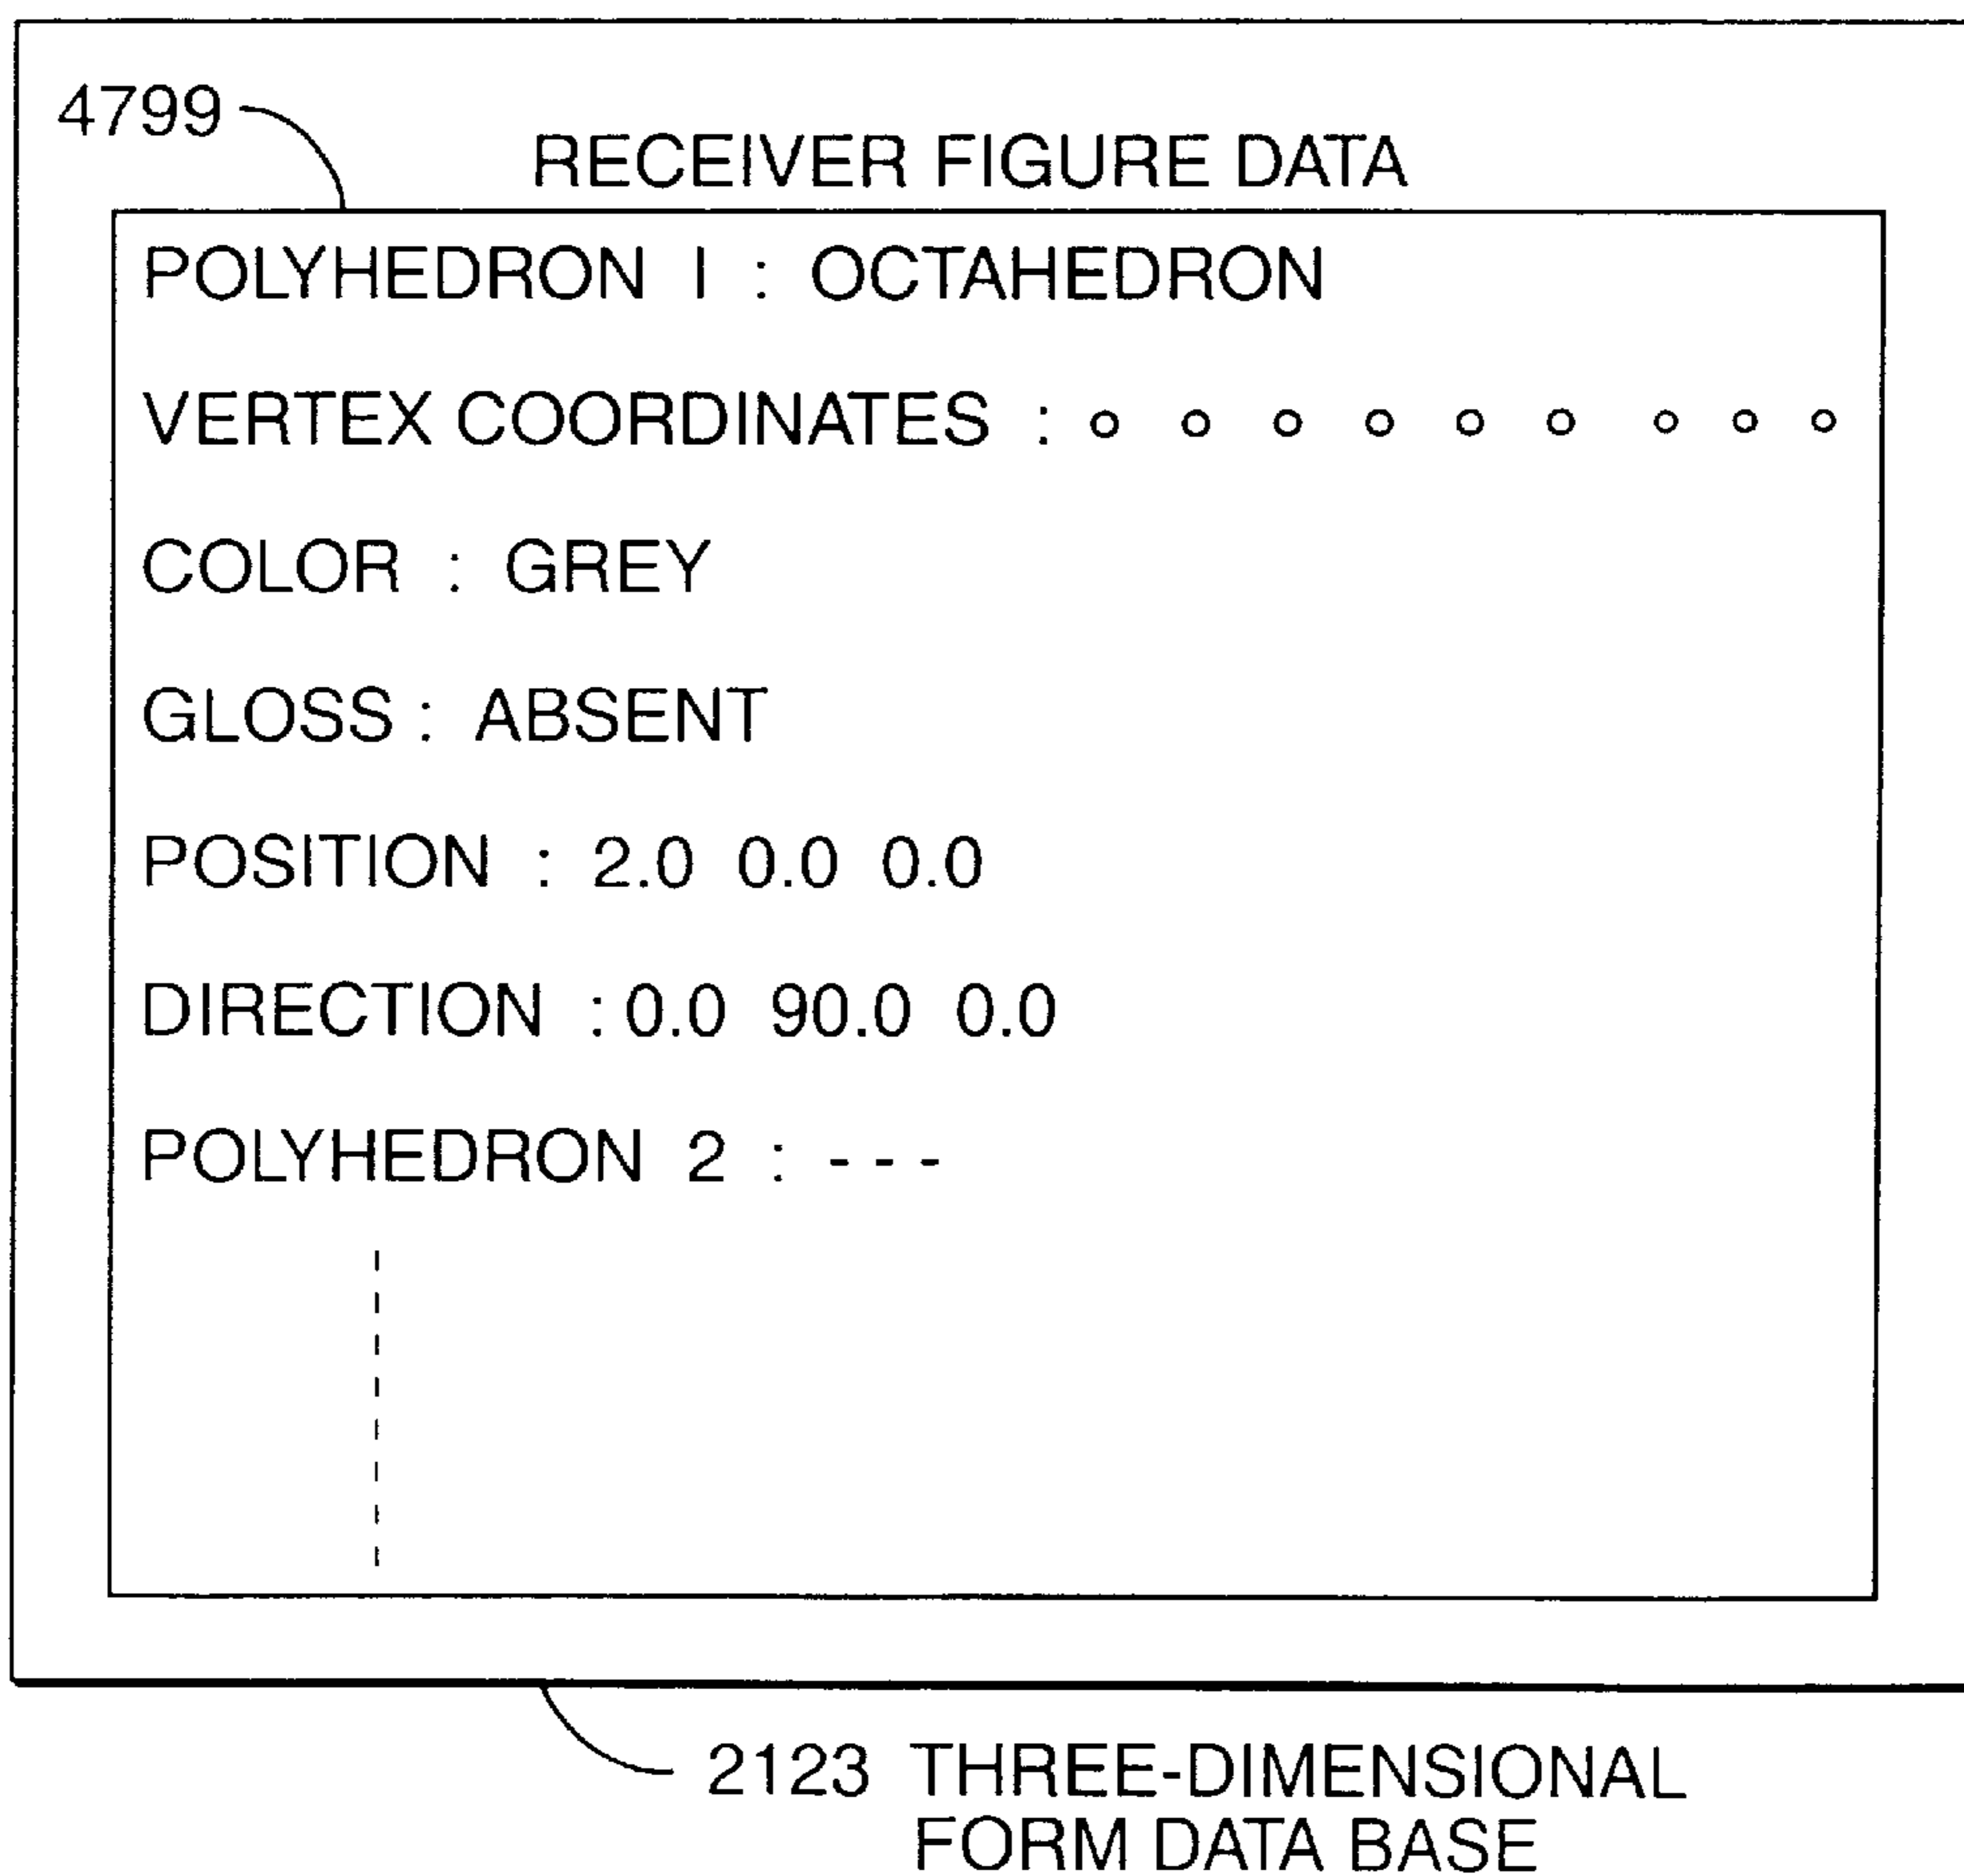 4799
RECEIVER FIGURE DATA
POLYHEDRON I : OCTAHEDRON
VERTEX COORDINATES : o o o o o o o o o
COLOR : GREY
GLOSS : ABSENT
POSITION : 2.0 0.0 0.0
DIRECTION : 0.0 90.0 0.0
POLYHEDRON 2 : - - -
2123 THREE-DIMENSIONAL
FORM DATA BASE